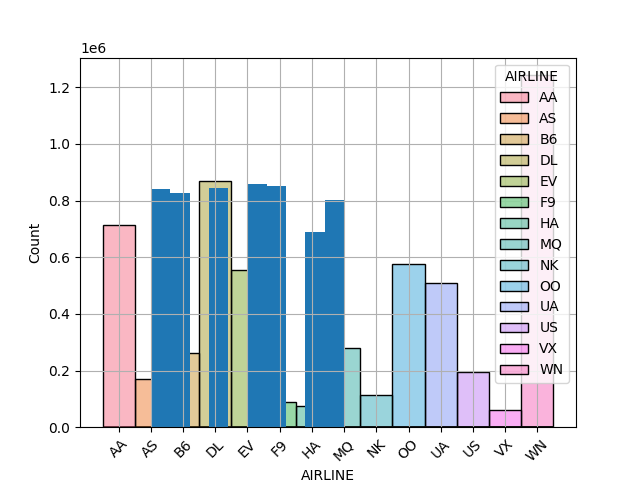 1e6
1.2
1.0
0.8
0.6
0.4
0.2
0.0
Count
AIRLINE
AA
AS
B6
DL
EV
F9
HA
MQ
NK
OO
UA
US
VX
WN
AA
AS
B6
DL
EV
F9
HA
MQ
NK
OO
UA
US
VX
WN
AIRLINE